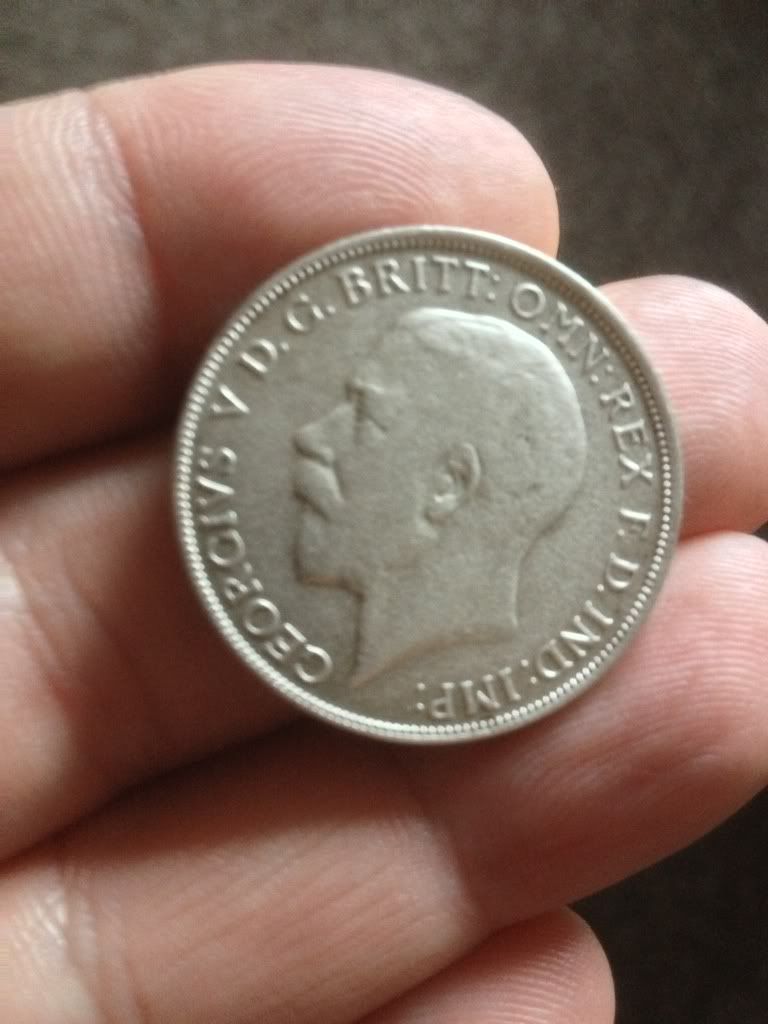 GEORGIVS V D.G. BRITT: OMN: REX F.D. IND: IMP: